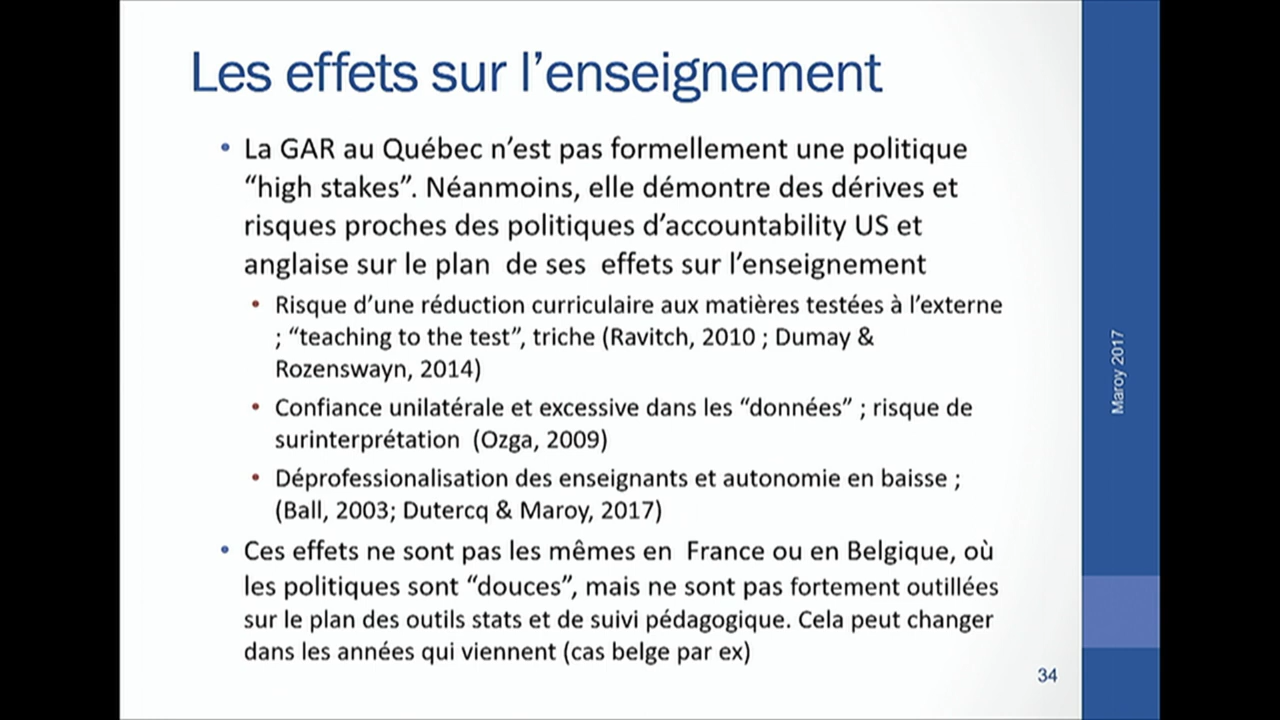 Les effets sur l’enseignement
• La GAR au Québec n’est pas formellement une politique
“high stakes”. Néanmoins, elle démontre des dérives et
risques proches des politiques d’accountability US et
anglaise sur le plan  de ses  effets sur l’enseignement
• Risque d’une réduction curriculaire aux matières testées à l’externe
; “teaching to the test”, triche (Ravitch, 2010 ; Dumay &
Rozenswayn, 2014)
• Confiance unilatérale et excessive dans les “données” ; risque de
surinterprétation  (Ozga, 2009)
• Déprofessionalisation des enseignants et autonomie en baisse ;
(Ball, 2003; Dutercq & Maroy, 2017)
• Ces effets ne sont pas les mêmes en  France ou en Belgique, où
les politiques sont “douces”, mais ne sont pas fortement outillées
sur le plan des outils stats et de suivi pédagogique. Cela peut changer
dans les années qui viennent (cas belge par ex)
Maroy 2017
34